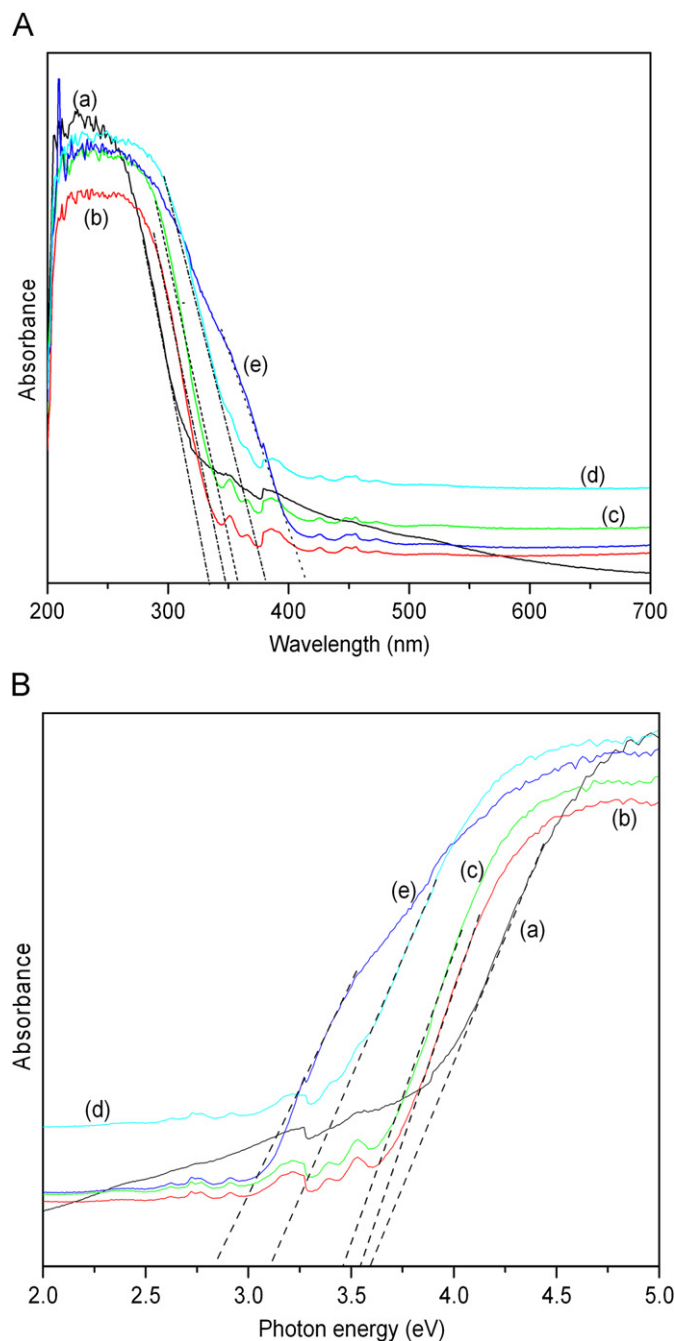 A
(a)
(b)
(e)
(d)
(c)
Absorbance
200 300 400 500 600 700
Wavelength (nm)
B
(b)
(c)
(e)
(a)
(d)
Absorbance
2.0 2.5 3.0 3.5 4.0 4.5 5.0
Photon energy (eV)